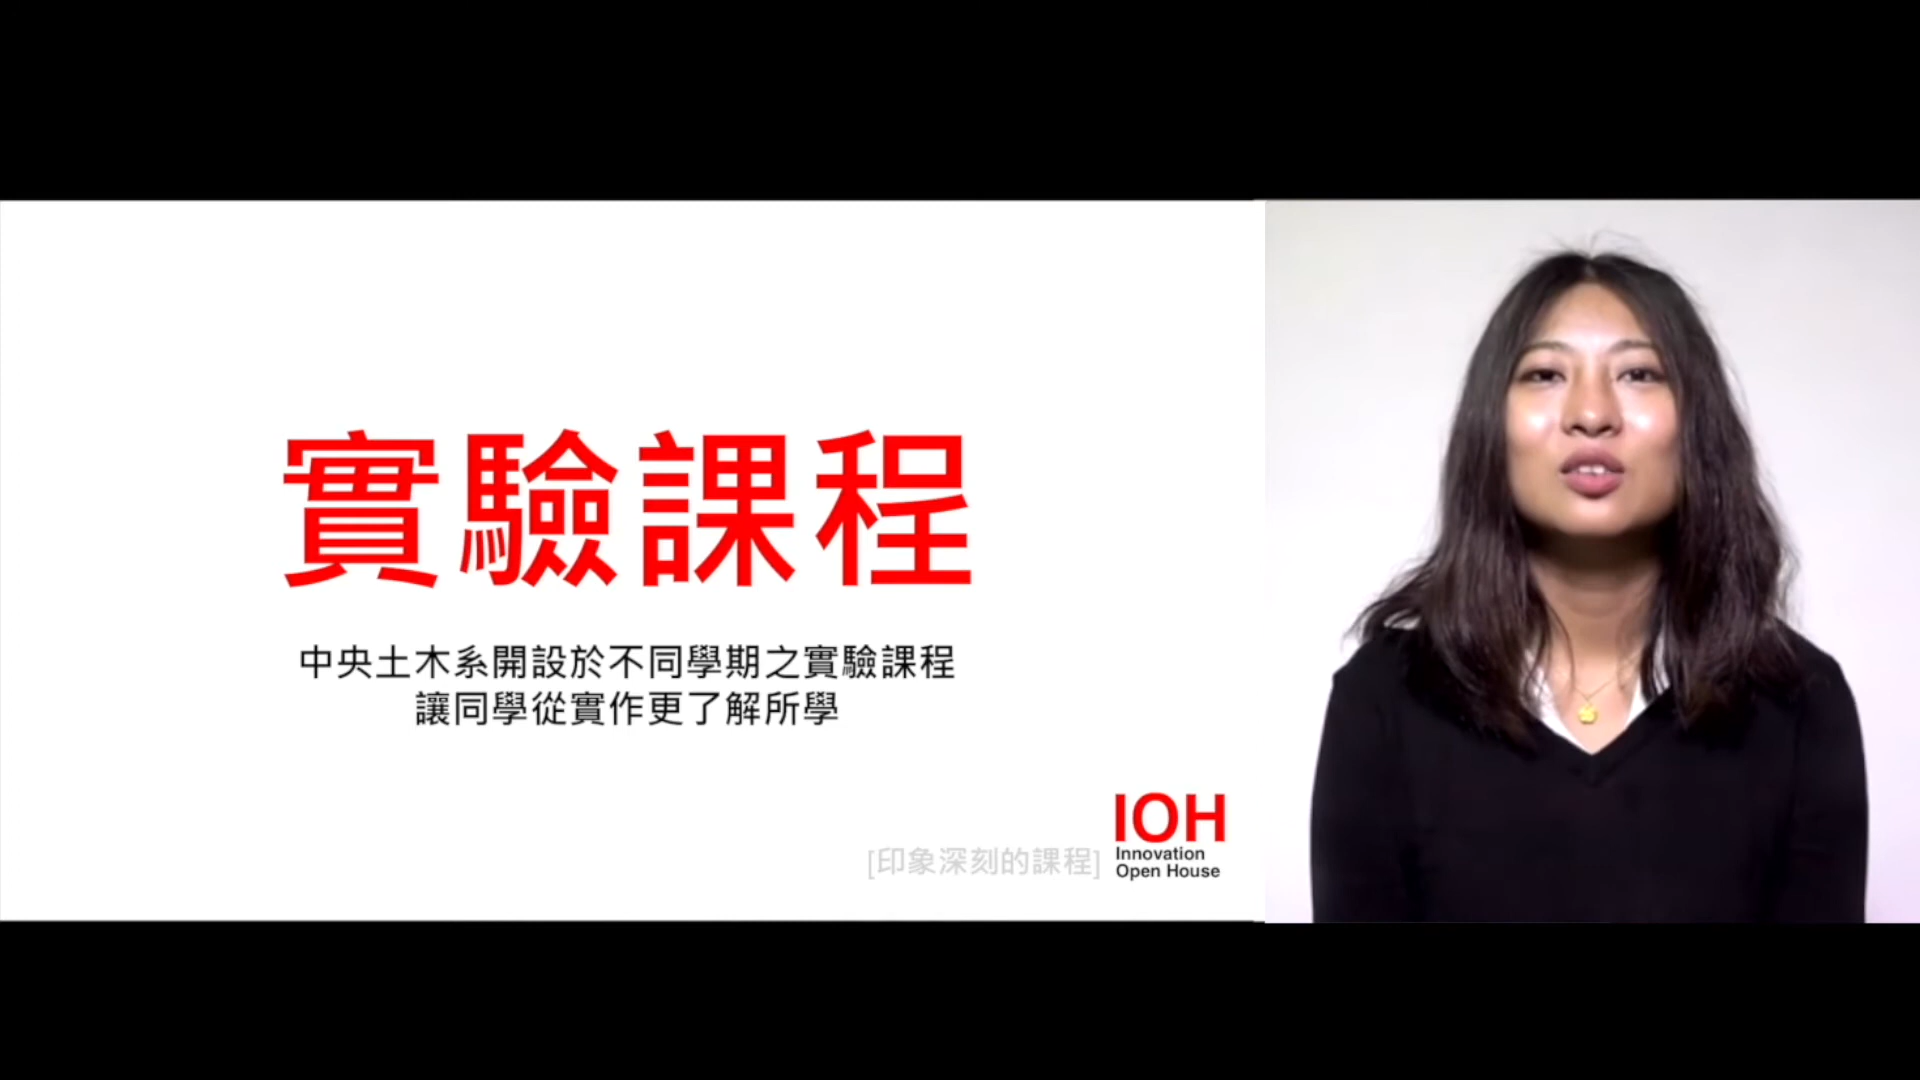 實驗課程
中央土木系開設於不同學期之實驗課程
讓同學從實作更了解所學
[印象深刻的課程]
IOH
Innovation
Open House